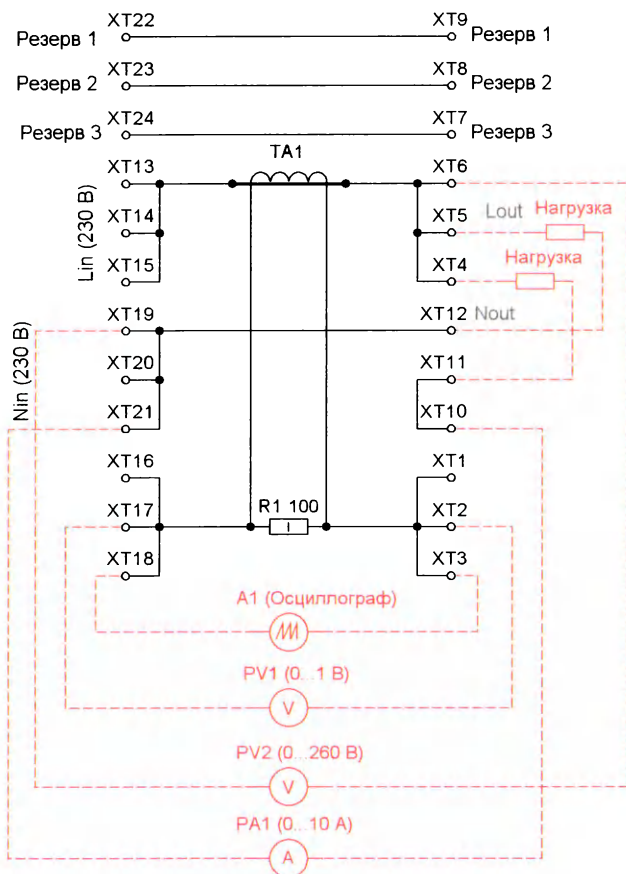 XT22 XT9
Резерв 1 Резерв 1
XT23 XT8
Резерв 2 Резерв 2
XT24 XT7
Резерв 3 Резерв 3
TA1
XT13 XT6
XT14 XT5 Lout Нагрузка
Lin (230 В)
XT15 XT4 Нагрузка
XT19 XT12 Nout
XT20 XT11
Nin (230 В)
XT21 XT10
XT16 XT1
R1 100
XT17 XT2
XT18 XT3
A1 (Осциллограф)
PV1 (0...1 В)
V
PV2 (0...260 В)
V
PA1 (0...10 А)
A